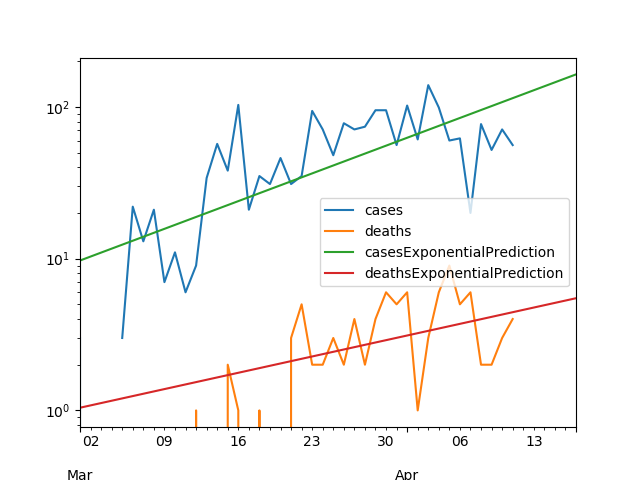 10²
10¹
10⁰
cases
deaths
casesExponentialPrediction
deathsExponentialPrediction
02 09 16 23 30 06 13
Mar Apr